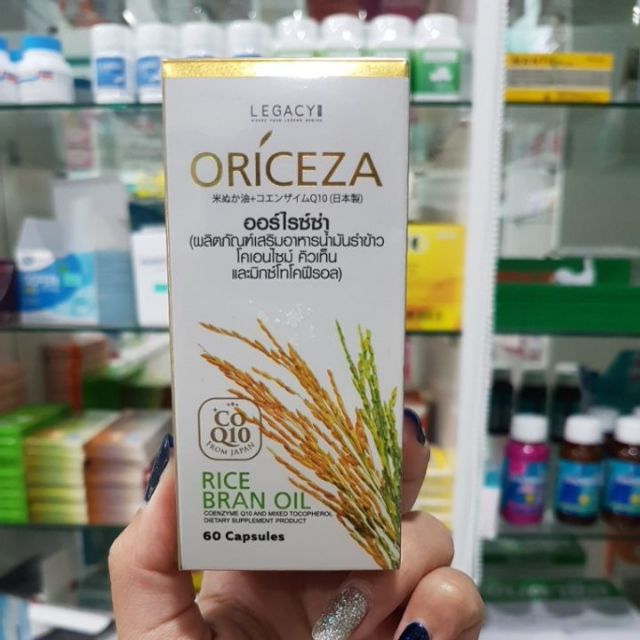 LEGACY
ORICEZA
米ぬか油+コエンザイムQ10 (日本製)
ออร์ไรซ์ซ่า
(ผลิตภัณฑ์เสริมอาหารน้ำมันรำข้าว
โคเอนไซม์ คิวเท็น
และมิกซ์โทโคฟีรอล)
CO
Q10
FROM JAPAN
RICE
BRAN OIL
COENZYME Q10 AND MIXED TOCOPHEROL
DIETARY SUPPLEMENT PRODUCT
60 Capsules